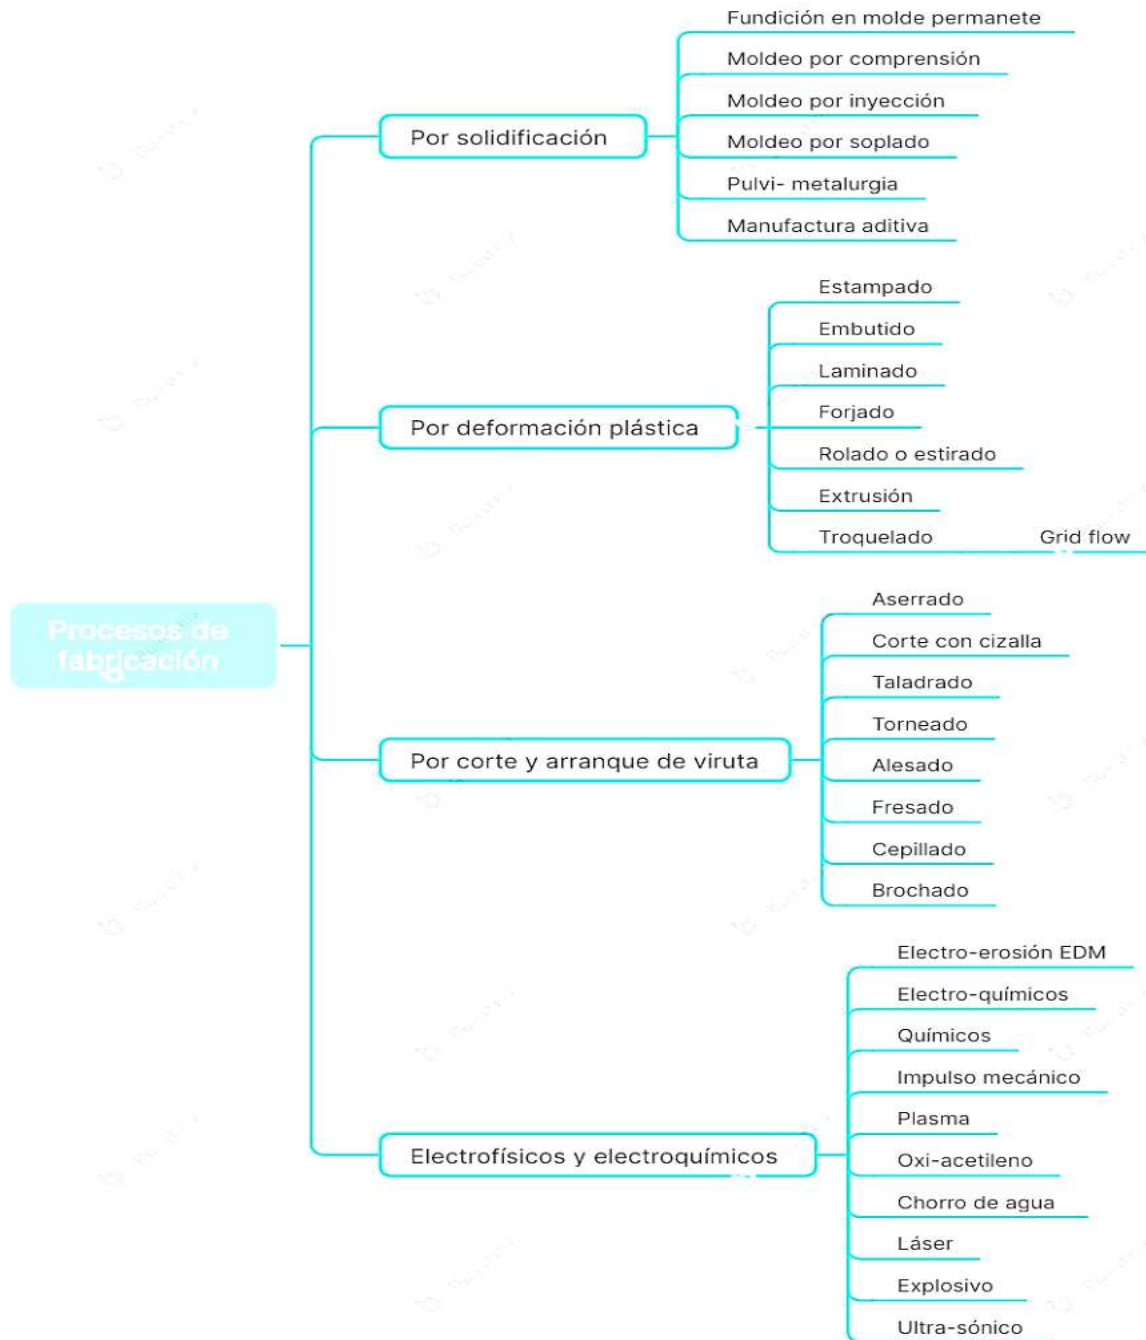 Procesos de
fabricación
Por solidificación
Fundición en molde permanete
Moldeo por comprensión
Moldeo por inyección
Moldeo por soplado
Pulvi- metalurgia
Manufactura aditiva
Por deformación plástica
Estampado
Embutido
Laminado
Forjado
Rolado o estirado
Extrusión
Troquelado
Grid flow
Por corte y arranque de viruta
Aserrado
Corte con cizalla
Taladrado
Torneado
Alesado
Fresado
Cepillado
Brochado
Electrofísicos y electroquímicos
Electro-erosión EDM
Electro-químicos
Químicos
Impulso mecánico
Plasma
Oxi-acetileno
Chorro de agua
Láser
Explosivo
Ultra-sónico